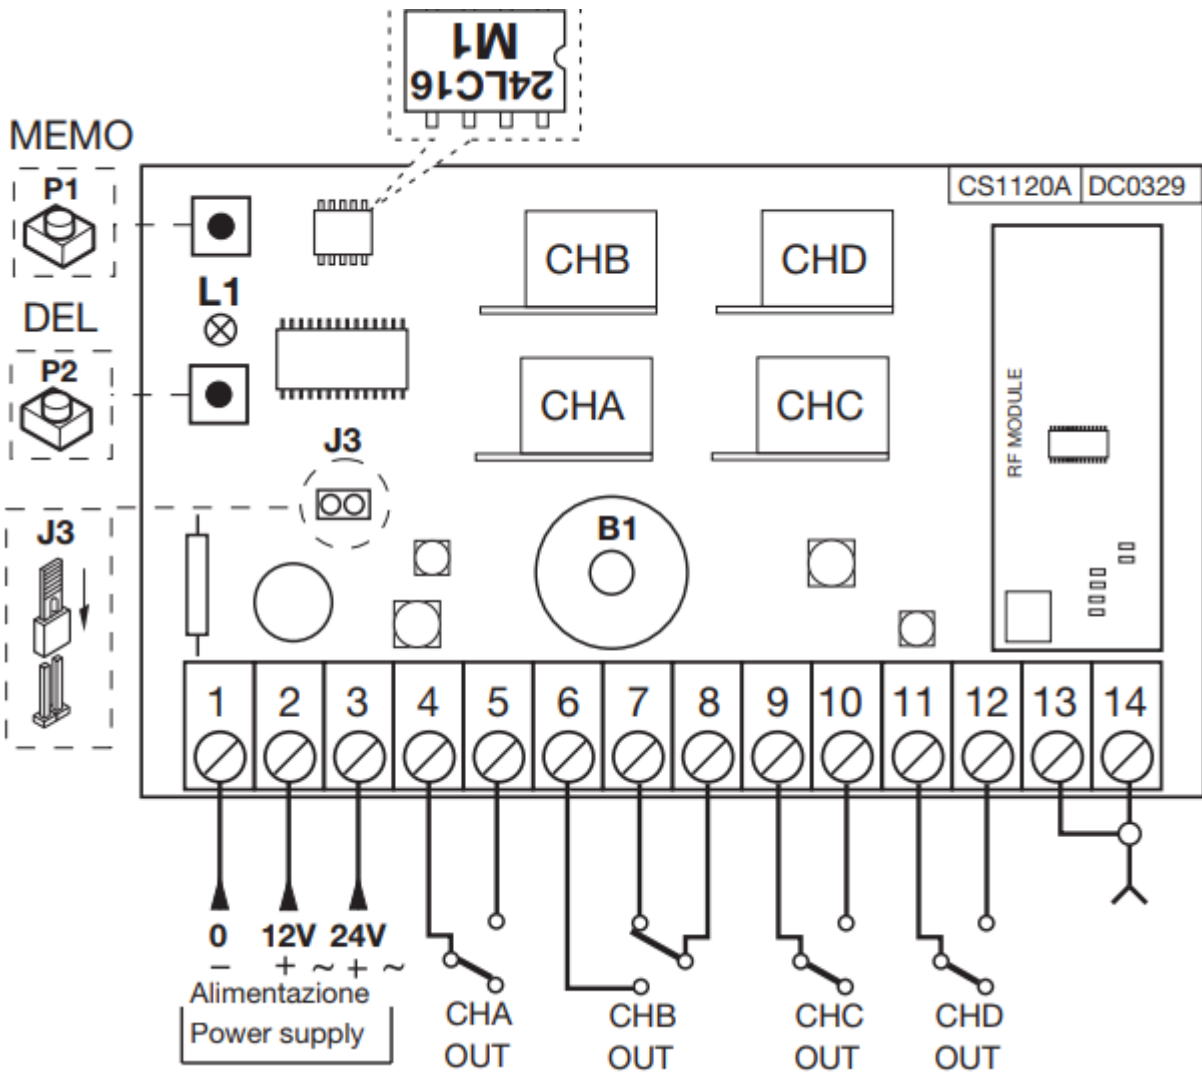 M1
24LC16
MEMO
P1
CS1120A DC0329
CHB CHD
L1
DEL
P2
CHA CHC
RF MODULE
J3
J3
B1
1 2 3 4 5 6 7 8 9 10 11 12 13 14
0 12V 24V
− + ~ + ~
Alimentazione
Power supply
CHA CHB CHC CHD
OUT OUT OUT OUT